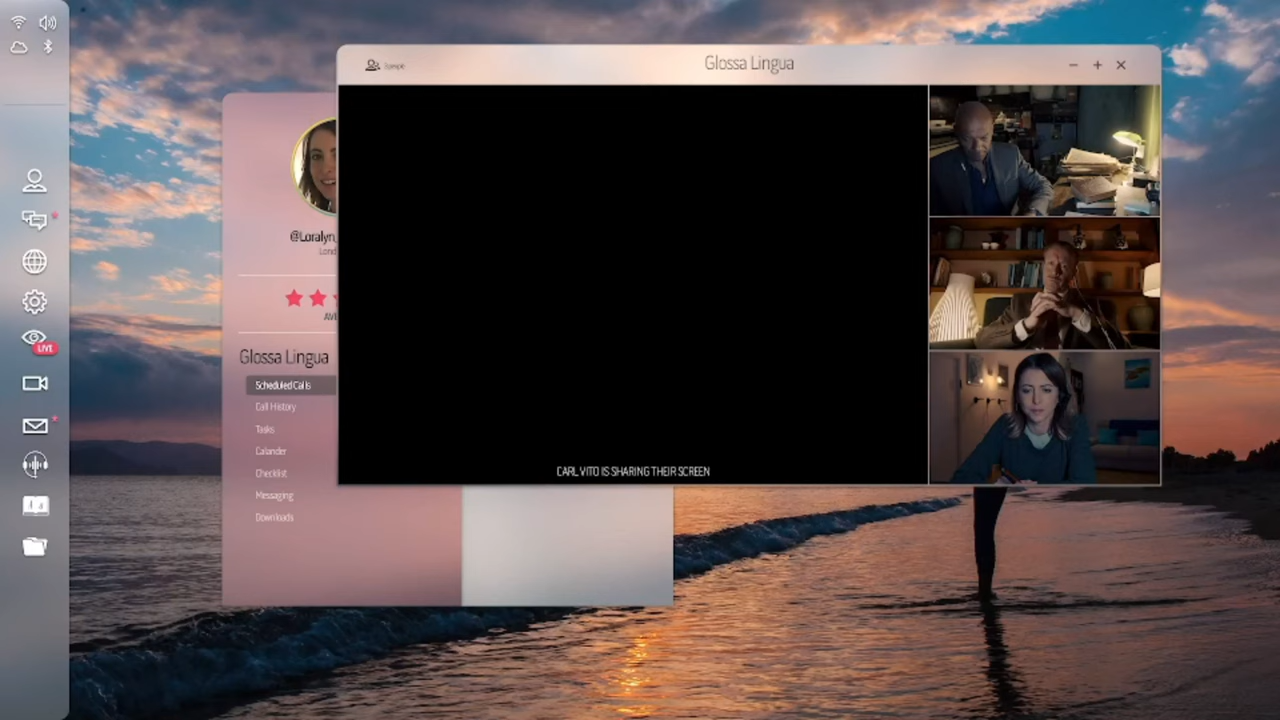 Glossa Lingua
@Loralyn
LIVE
Glossa Lingua
Scheduled Calls
Call History
Tasks
Calander
Checklist
Messaging
Downloads
CARL VITO IS SHARING THEIR SCREEN